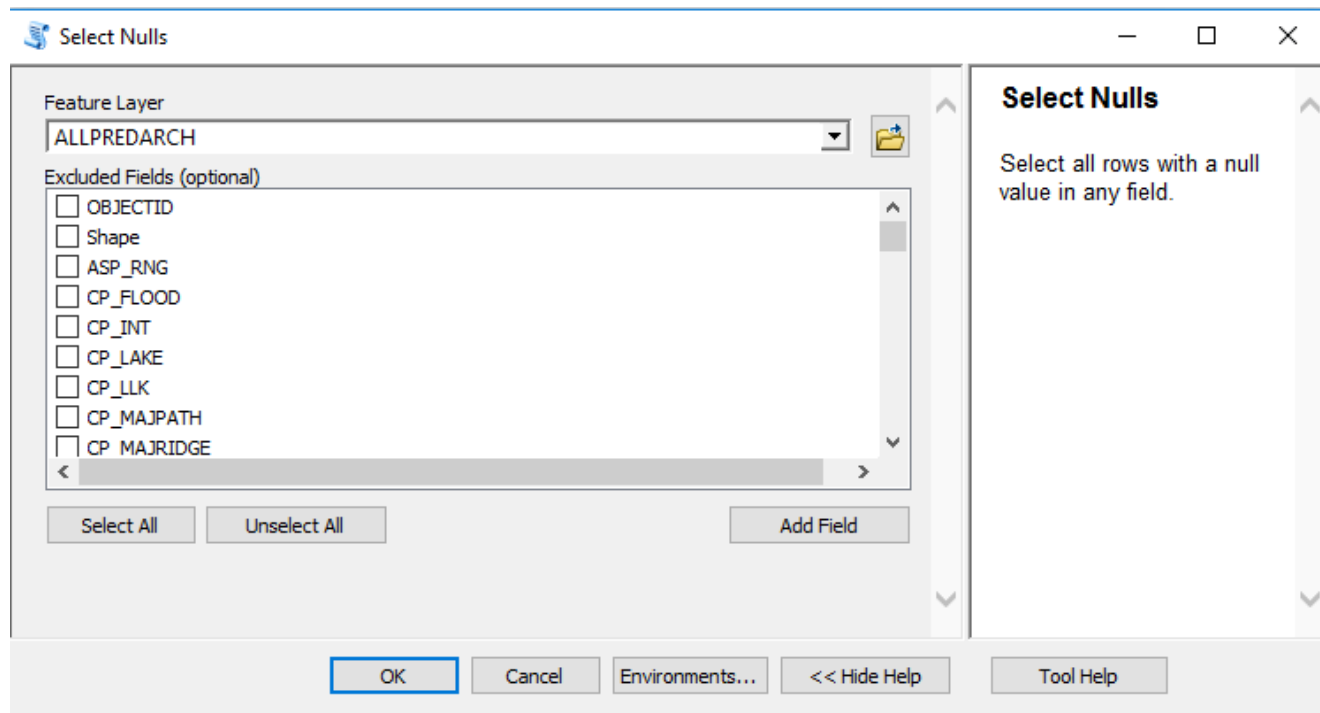 Select Nulls
Feature Layer
ALLPREDARCH
Excluded Fields (optional)
OBJECTID
Shape
ASP_RNG
CP_FLOOD
CP_INT
CP_LAKE
CP_LLK
CP_MAJPATH
CP_MAJRIDGE
Select All
Unselect All
Add Field
Select Nulls
Select all rows with a null
value in any field.
OK
Cancel
Environments...
<< Hide Help
Tool Help